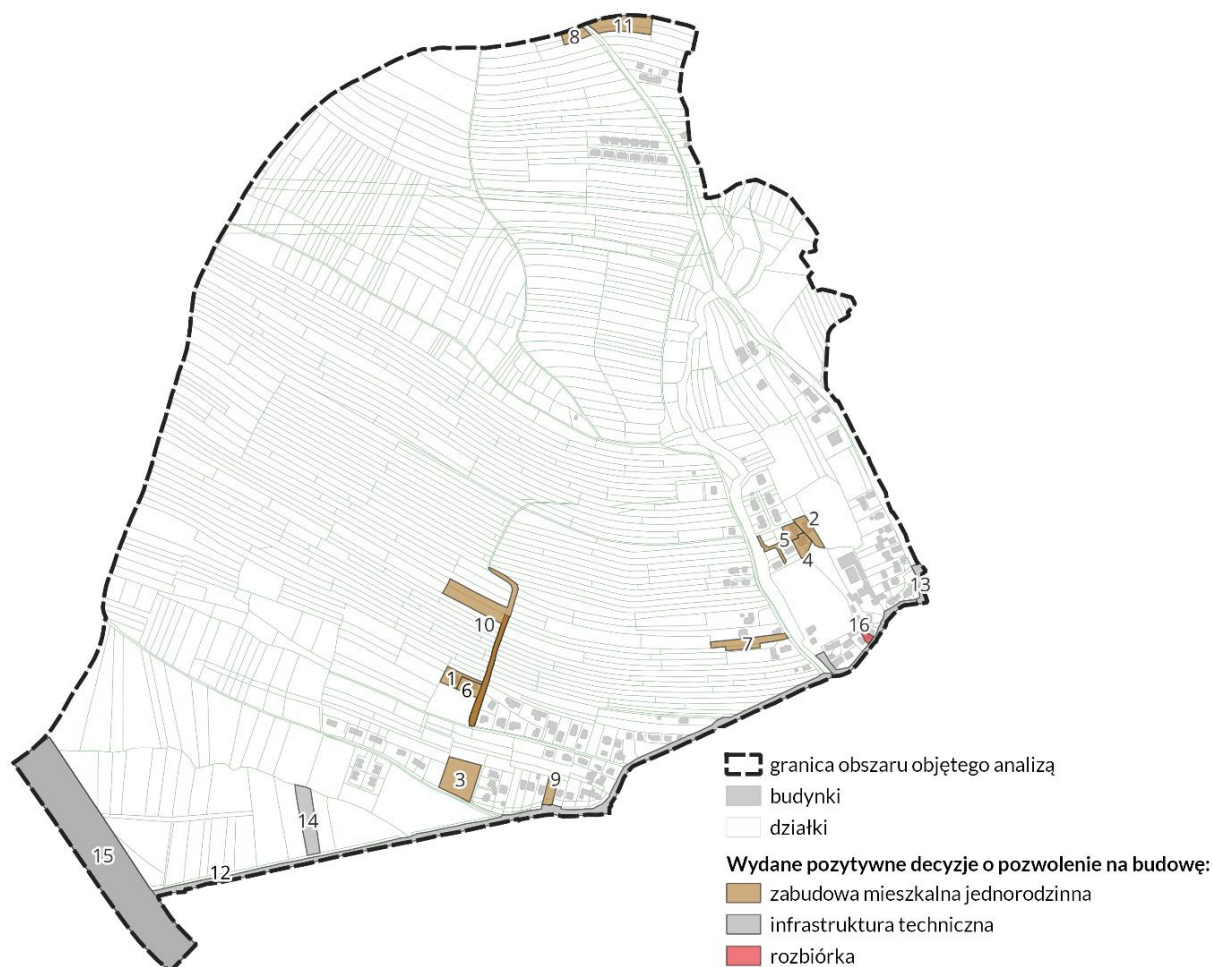 11
8
2
5
4
13
16
10
7
1
6
3
9
14
15
12
granica obszaru objętego analizą
budynki
działki
Wydane pozytywne decyzje o pozwolenie na budowę:
zabudowa mieszkalna jednorodzinna
infrastruktura techniczna
rozbiórka